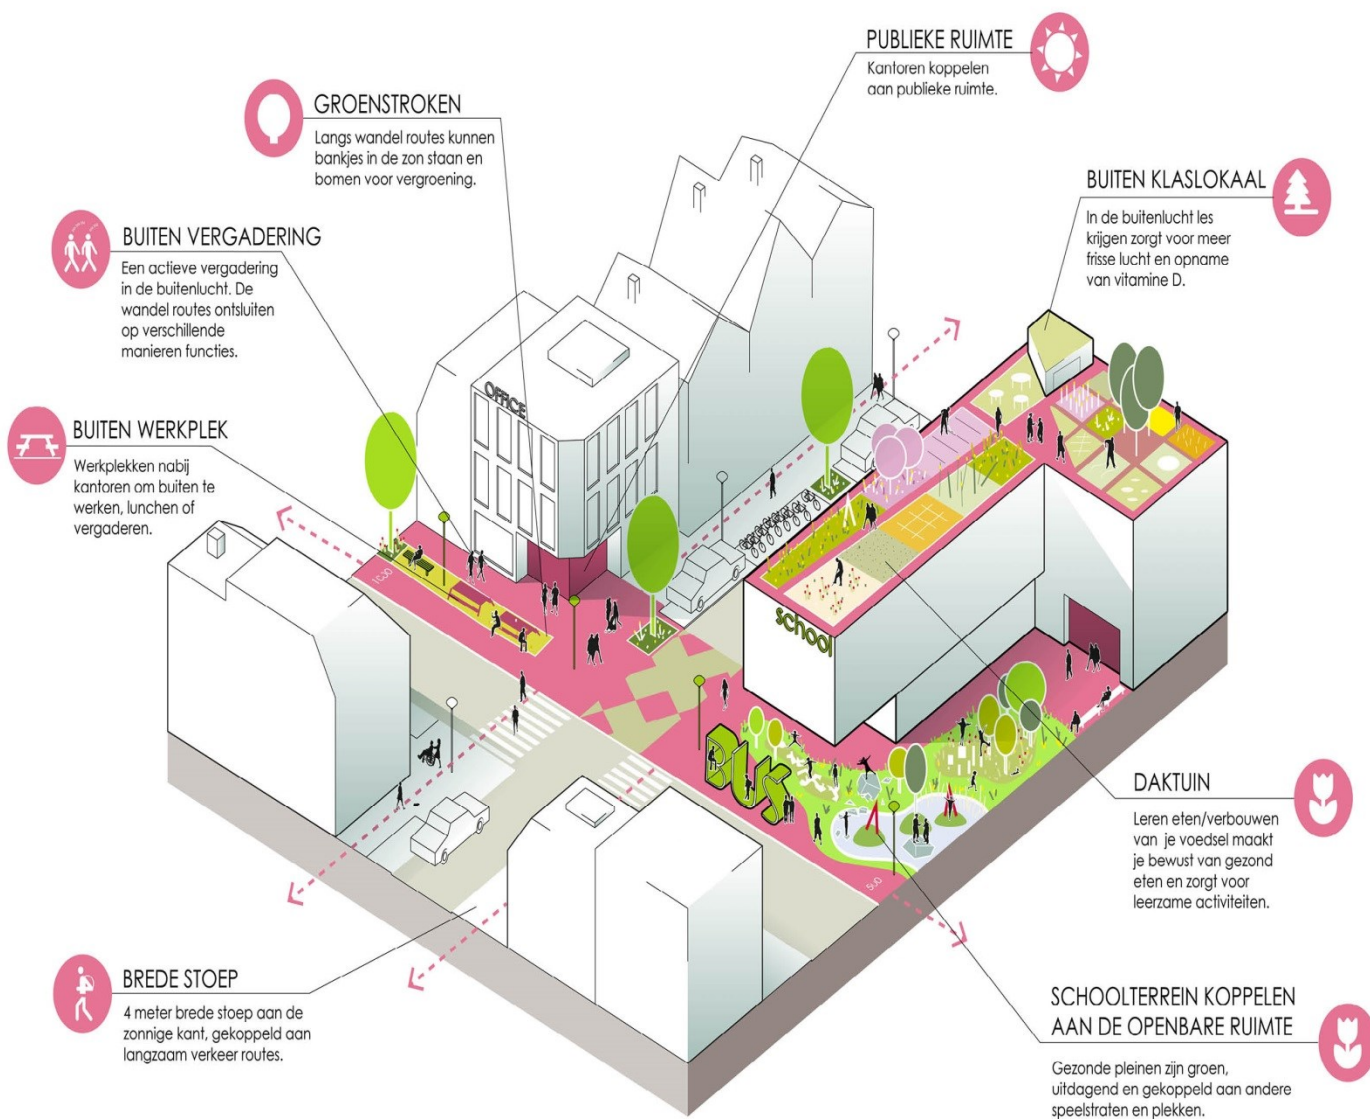 PUBLIEKE RUIMTE
Kantoren koppelen
aan publieke ruimte.
GROENSTROKEN
Langs wandel routes kunnen
bankjes in de zon staan en
bomen voor vergroening.
BUITEN KLASLOKAAL
In de buitenlucht les
krijgen zorgt voor meer
frisse lucht en opname
van vitamine D.
BUITEN VERGADERING
Een actieve vergadering
in de buitenlucht. De
wandel routes ontsluiten
op verschillende
manieren functies.
BUITEN WERKPLEK
Werkplekken nabij
kantoren om buiten te
werken, lunchen of
vergaderen.
OFFICE
school
BUS
500
DAKTUIN
Leren eten/verbouwen
van je voedsel maakt
je bewust van gezond
eten en zorgt voor
leerzame activiteiten.
BREDE STOEP
4 meter brede stoep aan de
zonnige kant, gekoppeld aan
langzaam verkeer routes.
SCHOOLTERREIN KOPPELEN
AAN DE OPENBARE RUIMTE
Gezonde pleinen zijn groen,
uitdagend en gekoppeld aan andere
speelstraten en plekken.